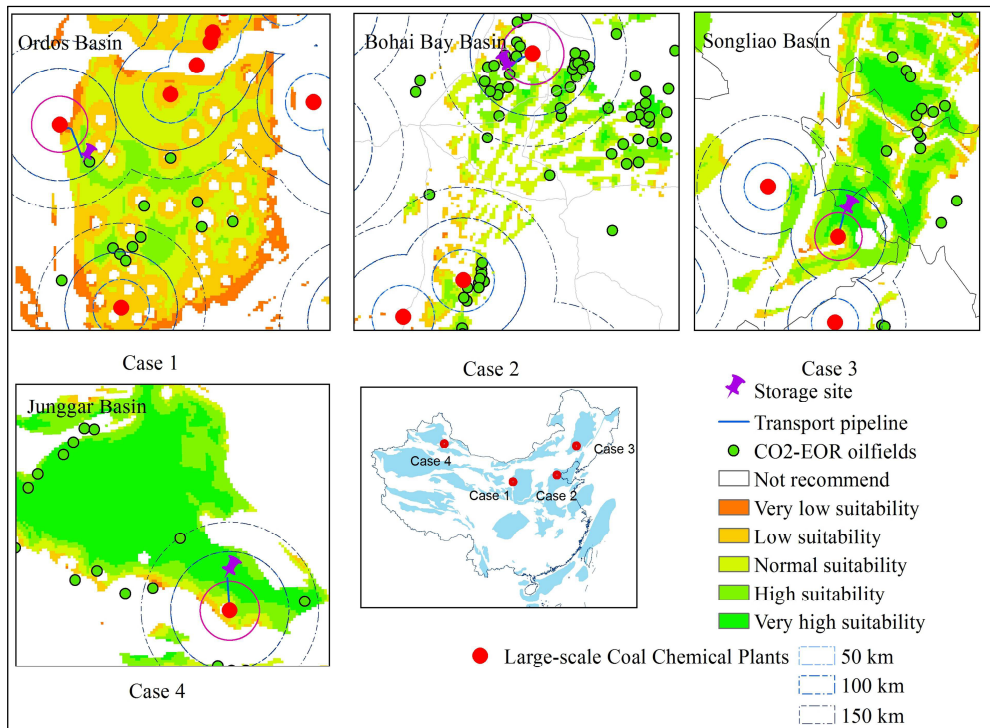 Ordos Basin
Bohai Bay Basin
Songliao Basin
Case 1
Case 2
Case 3
Junggar Basin
Case 4
Case 4
Case 3
Case 1
Case 2
Storage site
Transport pipeline
CO2-EOR oilfields
Not recommend
Very low suitability
Low suitability
Normal suitability
High suitability
Very high suitability
Large-scale Coal Chemical Plants
50 km
100 km
150 km